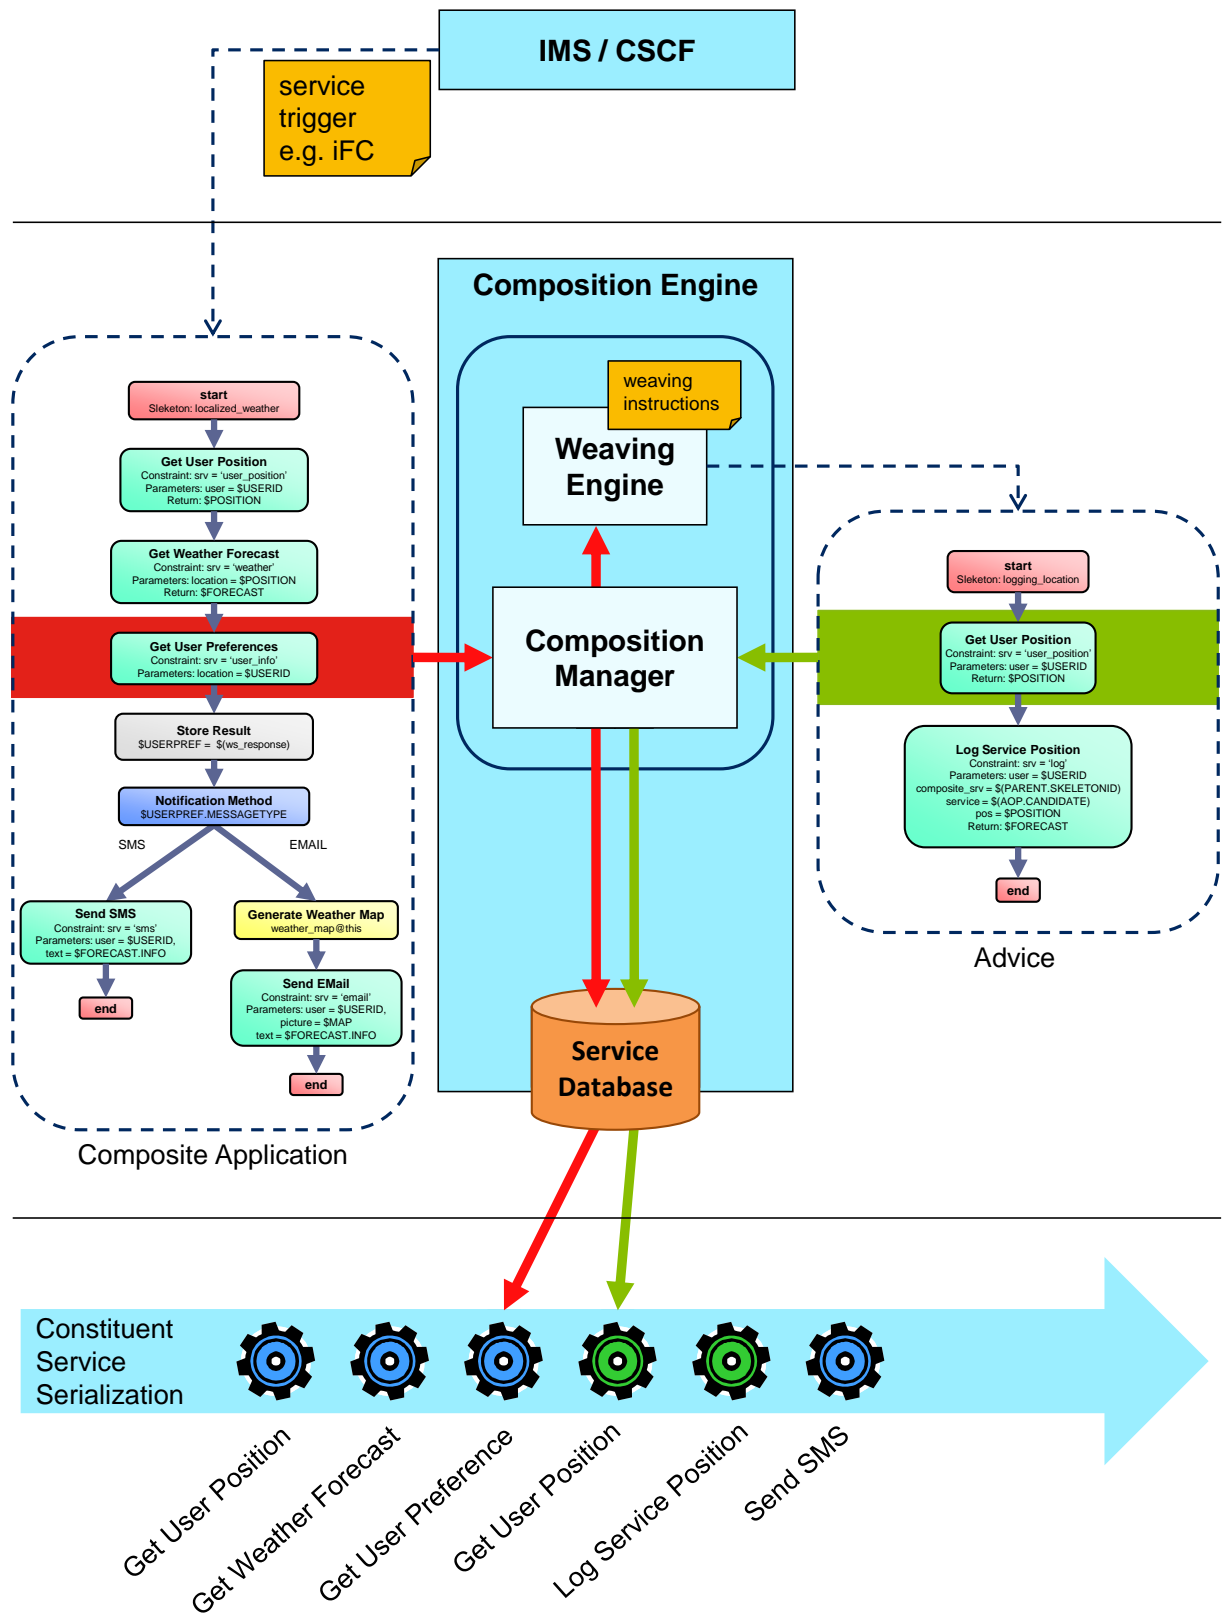 IMS / CSCF
service
trigger
e.g. iFC
Composition Engine
weaving
instructions
Weaving
Engine
Composition
Manager
Service
Database
start
Sleketon: localized_weather
Get User Position
Constraint: srv = ‘user_position’
Parameters: user = $USERID
Return: $POSITION
Get Weather Forecast
Constraint: srv = ‘weather’
Parameters: location = $POSITION
Return: $FORECAST
Get User Preferences
Constraint: srv = ‘user_info’
Parameters: location = $USERID
Store Result
$USERPREF = $(ws_response)
Notification Method
$USERPREF.MESSAGETYPE
SMS
EMAIL
Send SMS
Constraint: srv = ‘sms’
Parameters: user = $USERID,
text = $FORECAST.INFO
end
Generate Weather Map
weather_map@this
Send EMail
Constraint: srv = ‘email’
Parameters: user = $USERID,
picture = $MAP
text = $FORECAST.INFO
end
Composite Application
start
Sleketon: logging_location
Get User Position
Constraint: srv = ‘user_position’
Parameters: user = $USERID
Return: $POSITION
Log Service Position
Constraint: srv = ‘log’
Parameters: user = $USERID
composite_srv = $(PARENT.SKELETONID)
service = $(AOP.CANDIDATE)
pos = $POSITION
Return: $FORECAST
end
Advice
Constituent
Service
Serialization
Get User Position
Get Weather Forecast
Get User Preference
Get User Position
Log Service Position
Send SMS